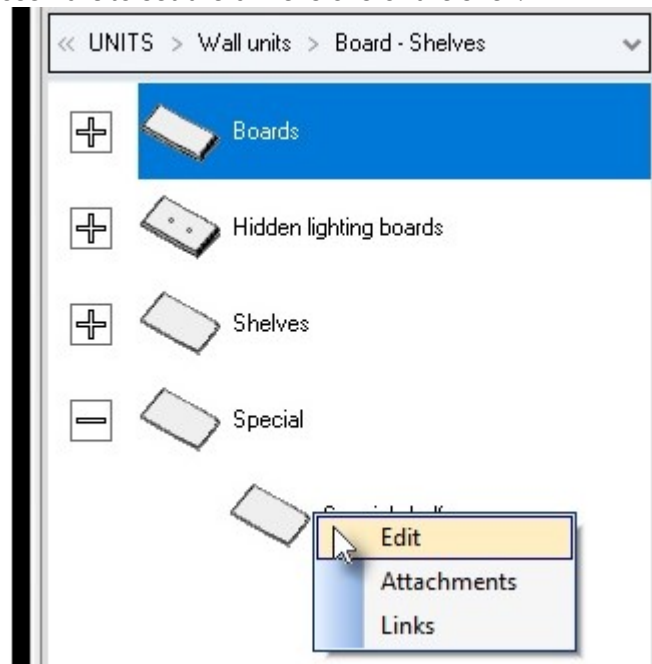 « UNITS > Wall units > Board - Shelves
Boards
Hidden lighting boards
Shelves
Special
Edit
Attachments
Links